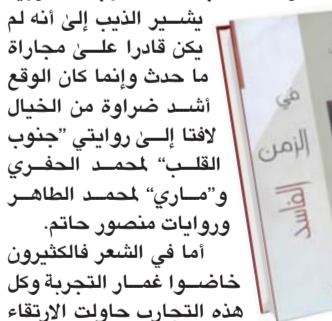 يشير الذيب إلى أنه لم
يكن قادرا على مجاراة
ما حدث وإنما كان الوقع
أشد ضراوة من الخيال
لافتا إلى روايتي ”جنوب
القلب“ لمحمد الحفري
و”ماري“ لمحمد الطاهر
وروايات منصور حاتم.
أما في الشعر فالكثيرون
خاضوا غمار التجربة وكل
هذه التجارب حاولت الارتقاء
في
الزمن
الفاسد